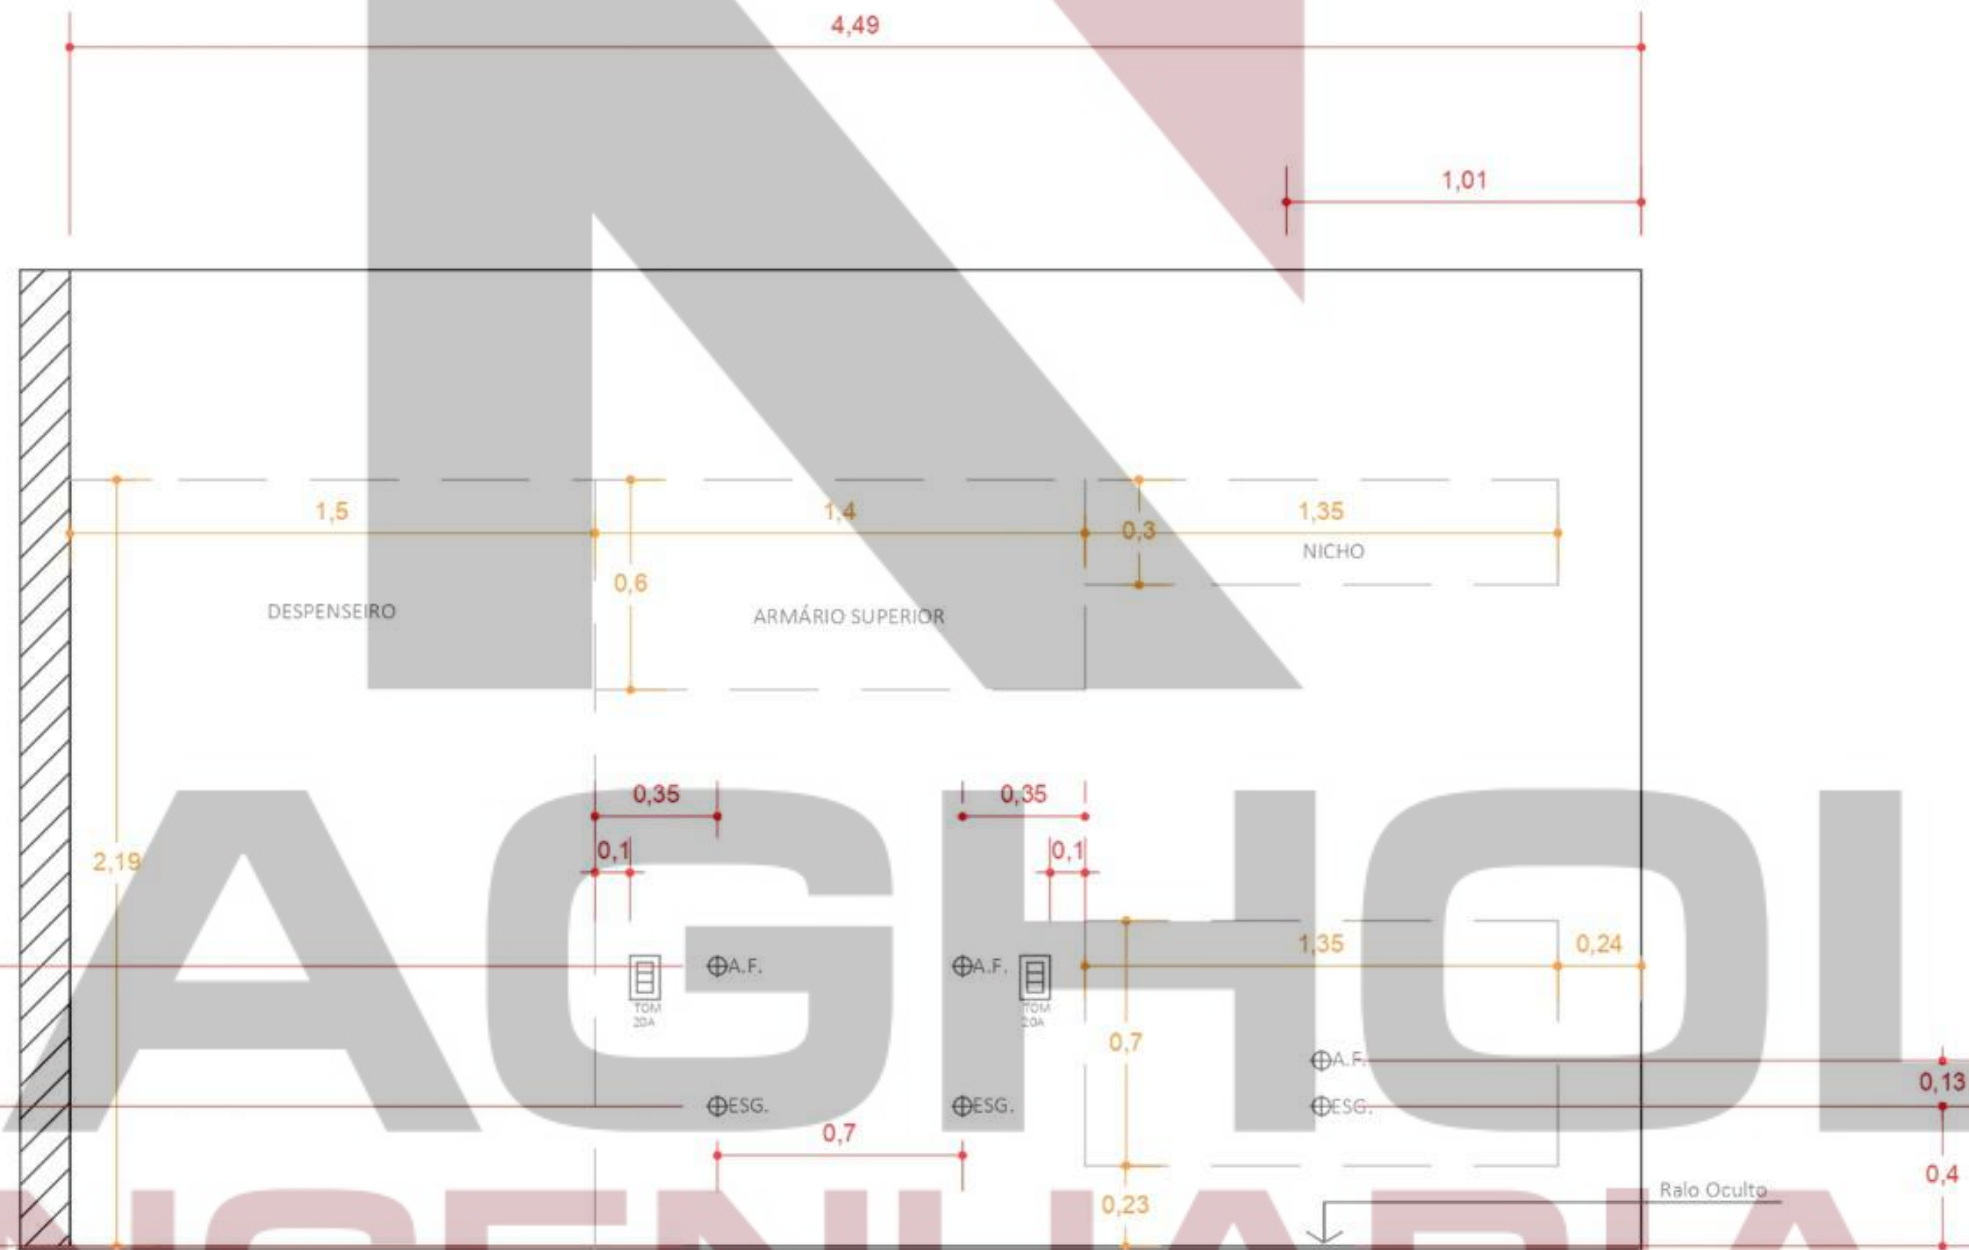 4,49
1,01
1,5
1,4
0,3
1,35
NICHO
0,6
DESPENSEIRO
ARMÁRIO SUPERIOR
0,35
0,35
0,1
0,1
2,19
1,35
0,24
A.F.
A.F.
TOM
20A
TOM
20A
0,7
A.F.
0,13
ESG.
ESG.
ESG.
0,7
0,4
Ralo Oculto
0,23
AGHOL
NGENHARIA